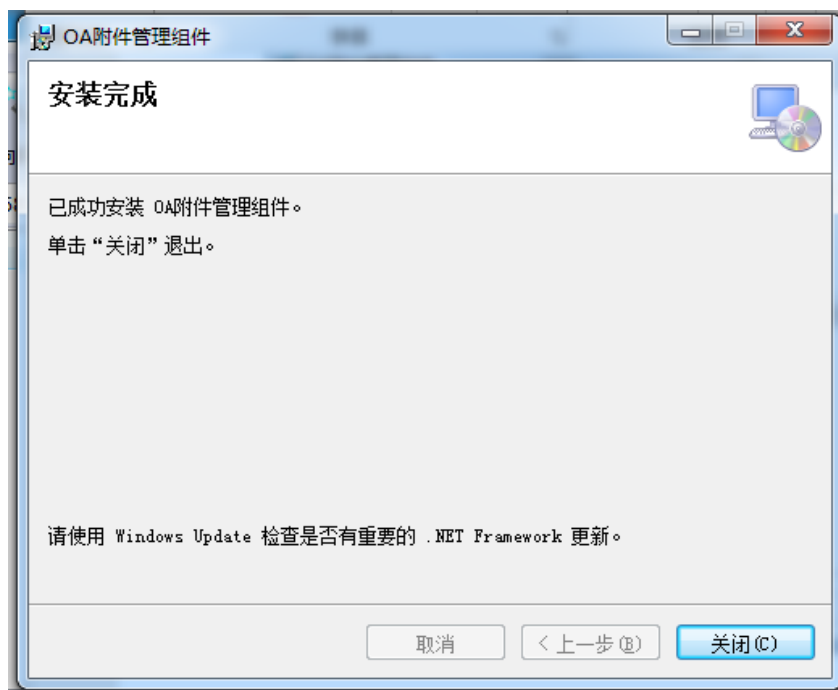 OA附件管理组件
安装完成
已成功安装 OA附件管理组件。
单击“关闭”退出。
请使用 Windows Update 检查是否有重要的 .NET Framework 更新。
取消
< 上一步(B)
关闭(C)